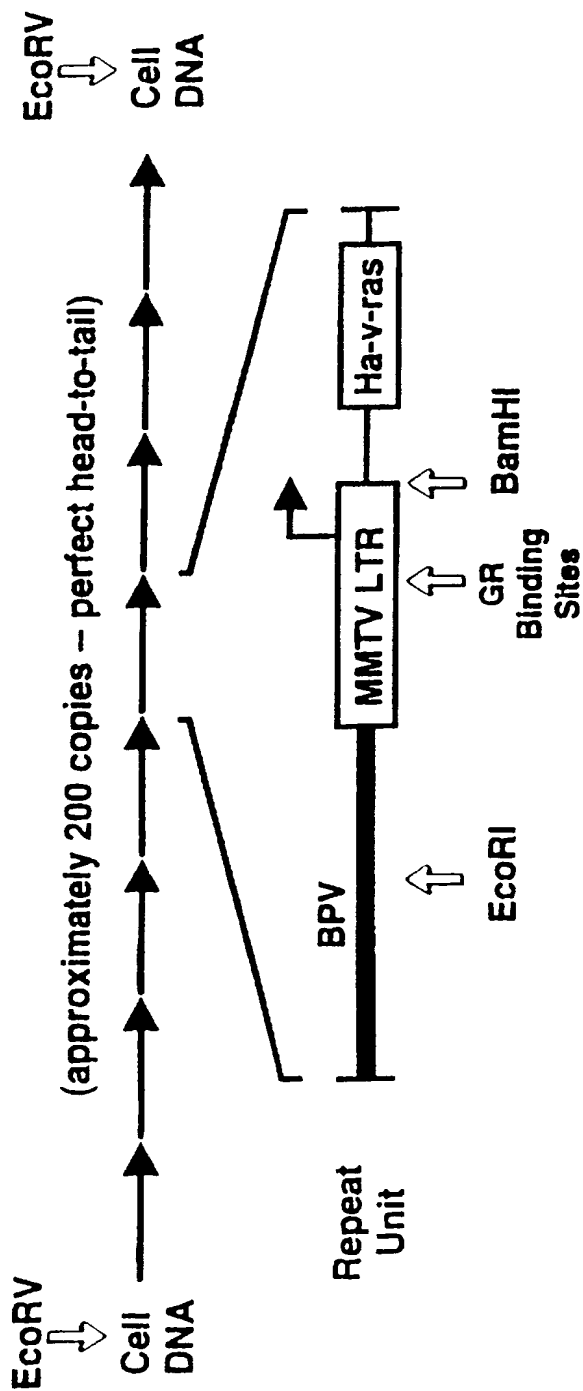 EcoRV
EcoRV
Cell
DNA
(approximately 200 copies – perfect head-to-tail)
Cell
DNA
Repeat
Unit
BPV
MMTV LTR
Ha-v-ras
EcoRI
GR
Binding
Sites
BamHI